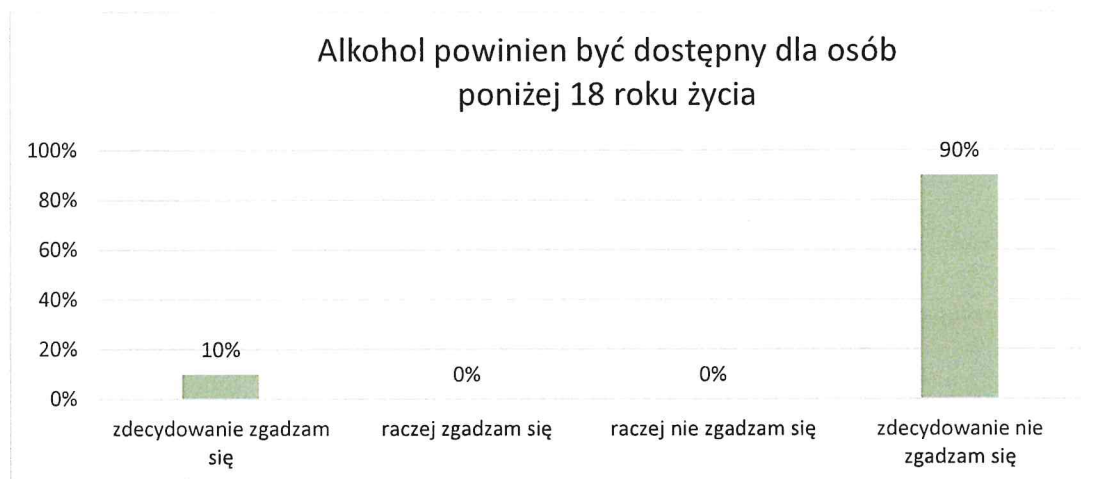 Alkohol powinien być dostępny dla osób
poniżej 18 roku życia
100%
90%
80%
60%
40%
20%
10%
0%
0%
0%
zdecydowanie zgadzam
się
raczej zgadzam się
raczej nie zgadzam się
zdecydowanie nie
zgadzam się